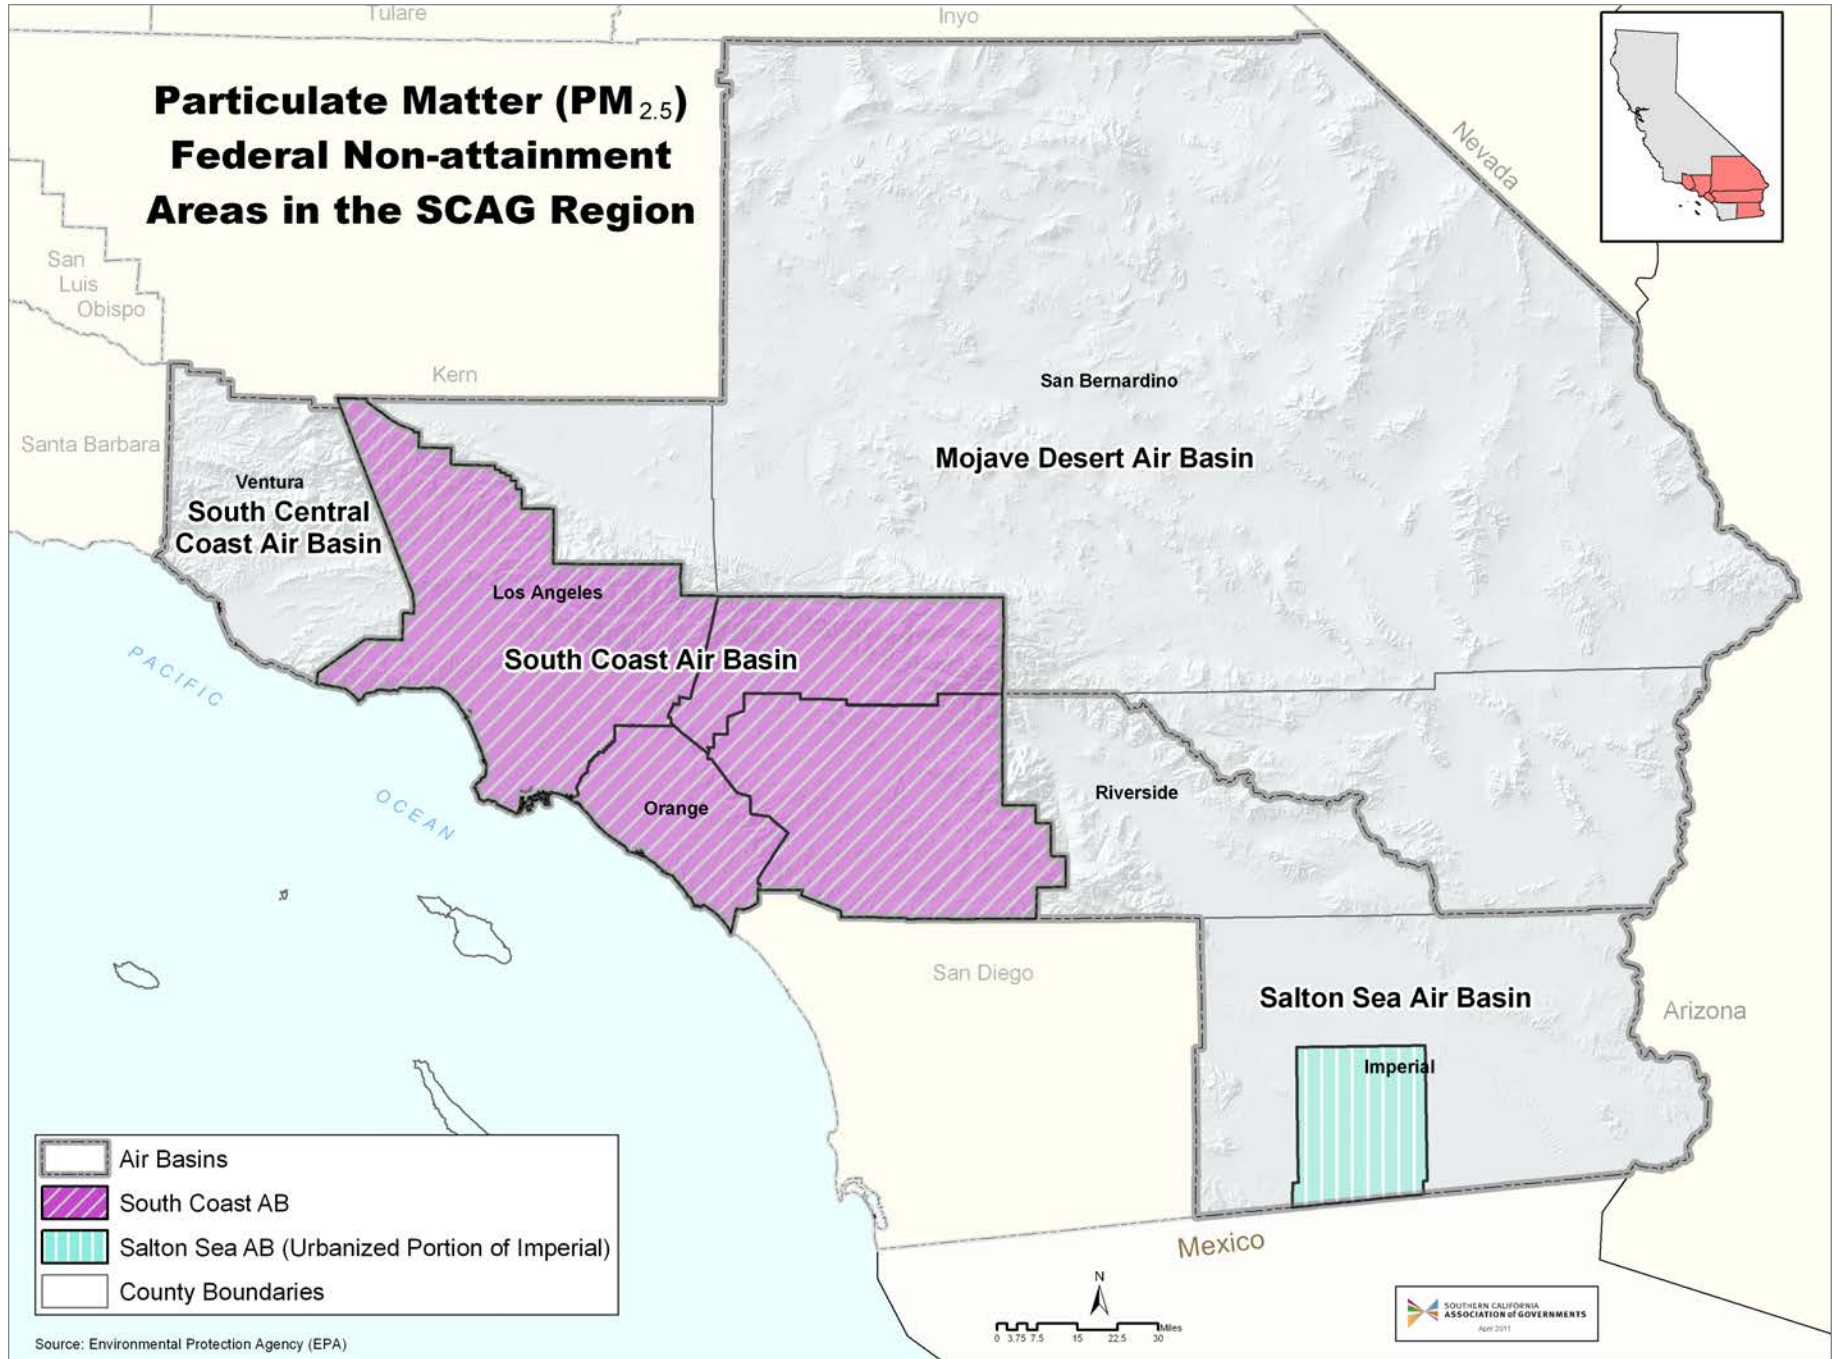 Tulare
Inyo
Particulate Matter (PM2.5)
Federal Non-attainment
Areas in the SCAG Region
Nevada
San
Luis
Obispo
Kern
San Bernardino
Santa Barbara
Mojave Desert Air Basin
Ventura
South Central
Coast Air Basin
Los Angeles
South Coast Air Basin
PACIFIC
OCEAN
Riverside
Orange
San Diego
Salton Sea Air Basin
Arizona
Imperial
Air Basins
South Coast AB
Salton Sea AB (Urbanized Portion of Imperial)
County Boundaries
Mexico
N
Miles
0 3.75 7.5 15 22.5 30
SOUTHERN CALIFORNIA
ASSOCIATION of GOVERNMENTS
April 2011
Source: Environmental Protection Agency (EPA)